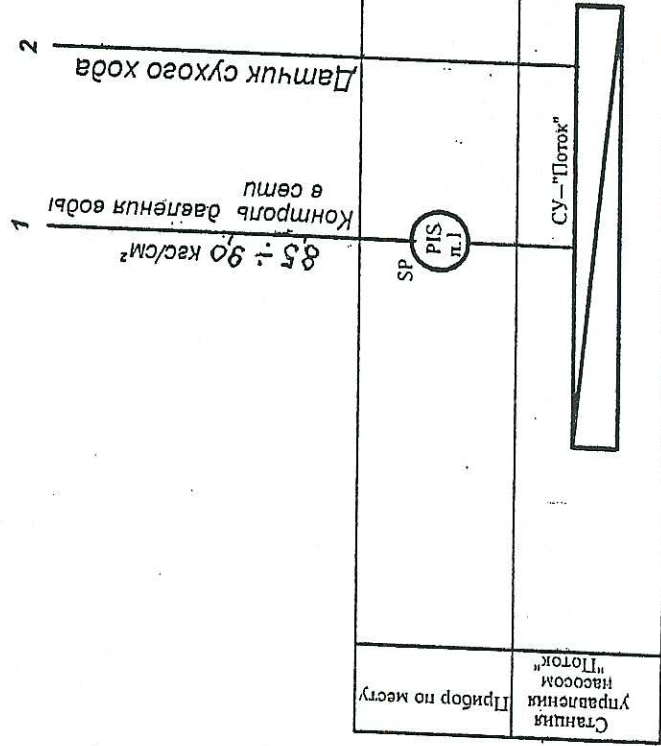 1
2
8,5 ÷ 9,0 кгс/см²
Контроль давления воды
в сети
Датчик сухого хода
SP
PIS
п.1
СУ-"Поток"
Прибор по месту
Станция
управления
насосом
"Поток"